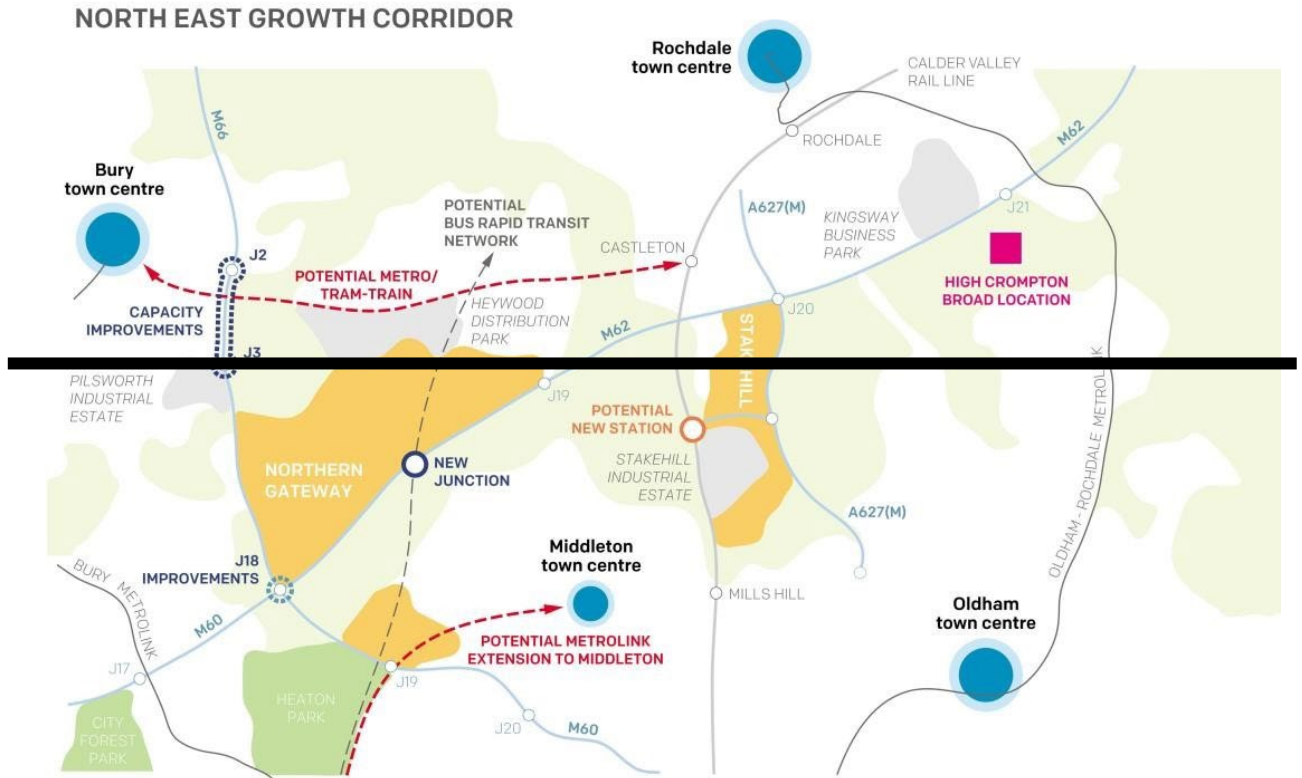 NORTH EAST GROWTH CORRIDOR
Rochdale
town centre
CALDER VALLEY
RAIL LINE
M66
M62
ROCHDALE
Bury
town centre
POTENTIAL
BUS RAPID TRANSIT
NETWORK
A627(M)
KINGSWAY
BUSINESS
PARK
J21
CASTLETON
J2
POTENTIAL METRO/
TRAM-TRAIN
HIGH CROMPTON
BROAD LOCATION
CAPACITY
IMPROVEMENTS
HEYWOOD
DISTRIBUTION
PARK
J20
M62
J3
PILSWORTH
INDUSTRIAL
ESTATE
J19
POTENTIAL
NEW STATION
HILL
NORTHERN
GATEWAY
NEW
JUNCTION
STAKEHILL
INDUSTRIAL
ESTATE
A627(M)
OLDHAM - ROCHDALE
J18
IMPROVEMENTS
BURY METROLINK
Middleton
town centre
MILLS HILL
Oldham
town centre
M60
POTENTIAL METROLINK
EXTENSION TO MIDDLETON
J17
J19
HEATON
PARK
CITY
FOREST
PARK
J20
M60